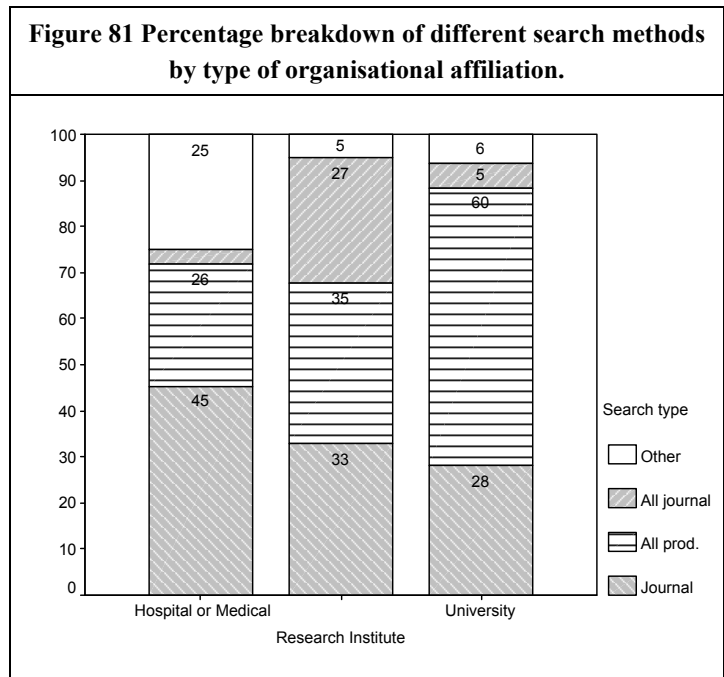 Figure 81 Percentage breakdown of different search methods
by type of organisational affiliation.
100
90
80
70
60
50
40
30
20
10
0
25
26
45
5
27
35
33
6
5
60
28
Hospital or Medical
Research Institute
University
Search type
Other
All journal
All prod.
Journal